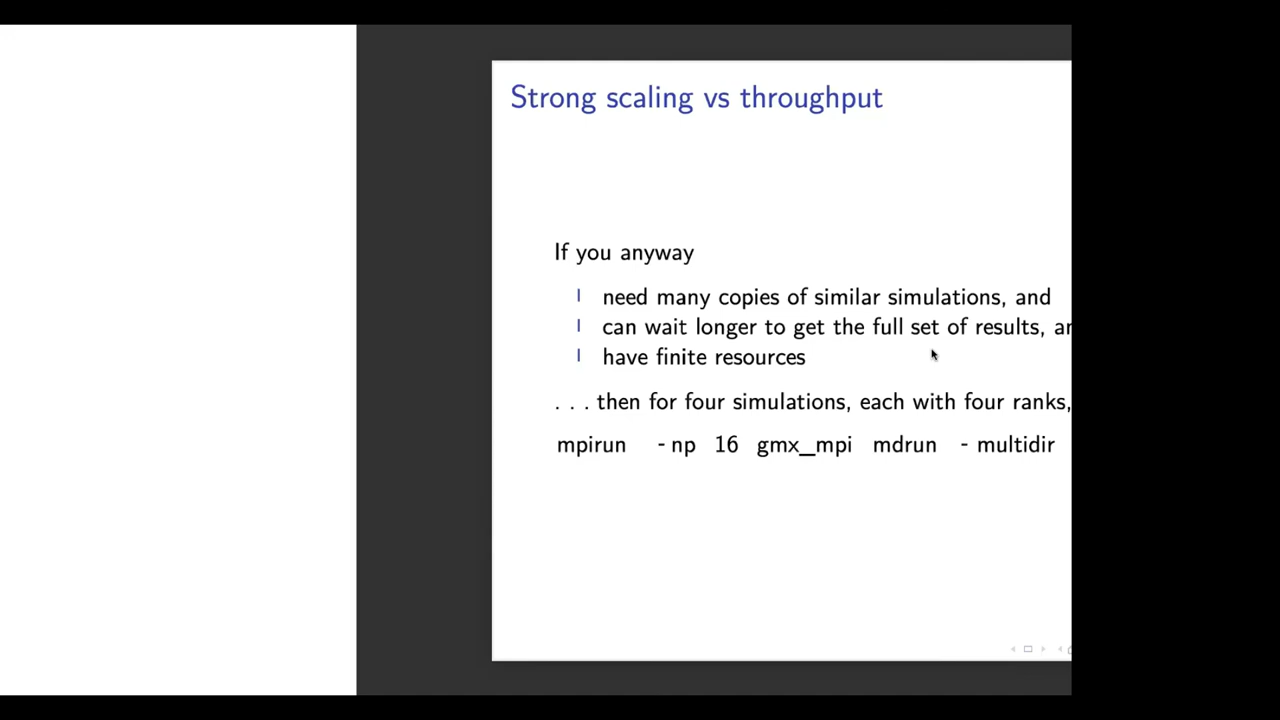 Strong scaling vs throughput
If you anyway
need many copies of similar simulations, and
can wait longer to get the full set of results,
have finite resources
. . . then for four simulations, each with four ranks,
mpirun -np 16 gmx_mpi mdrun -multidir